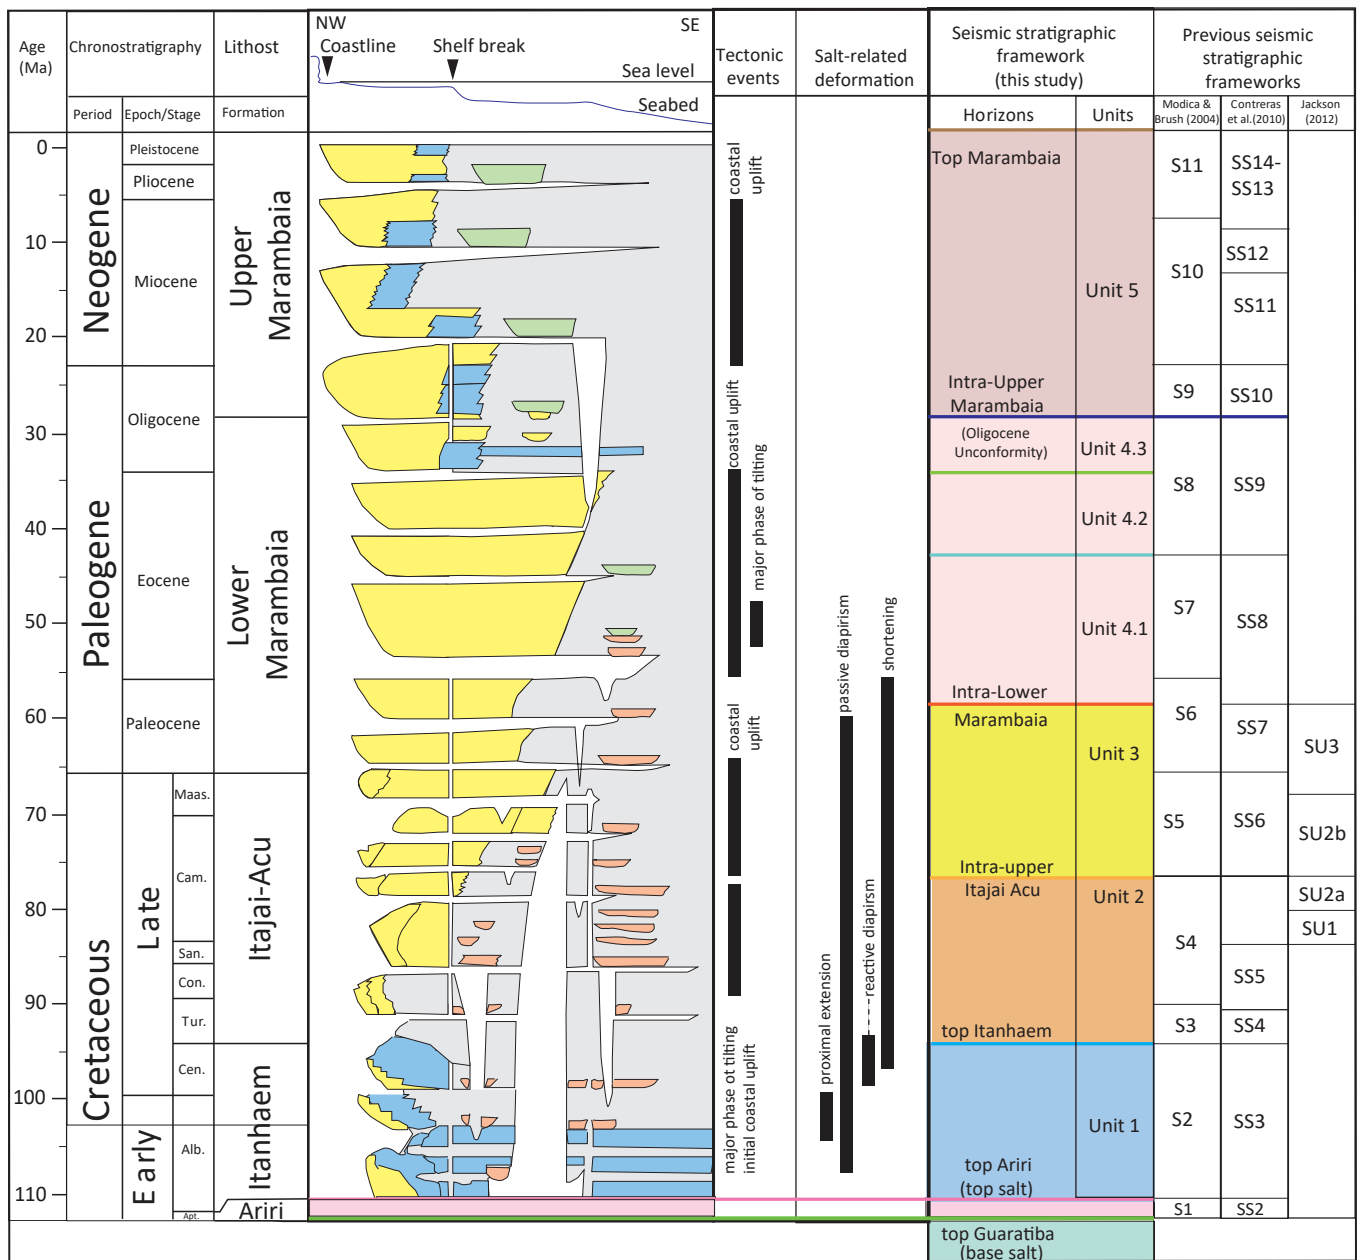 Age
(Ma)
Chronostratigraphy
Lithost
NW
SE
Coastline
Shelf break
Sea level
Seabed
Tectonic
events
Salt-related
deformation
Seismic stratigraphic
framework
(this study)
Previous seismic
stratigraphic
frameworks
Period
Epoch/Stage
Formation
Horizons
Units
Modica &
Brush (2004)
Contreras
et al.(2010)
Jackson
(2012)
0
10
20
30
40
50
60
70
80
90
100
110
Neogene
Paleogene
Cretaceous
Pleistocene
Pliocene
Miocene
Oligocene
Eocene
Paleocene
Late
Early
Maas.
Cam.
San.
Con.
Tur.
Cen.
Alb.
Apt.
Upper
Marambaia
Lower
Marambaia
Itajai-Acu
Itanhaem
Ariri
coastal
uplift
coastal uplift
major phase of tilting
coastal
uplift
major phase ot tilting
initial coastal uplift
proximal extension
passive diapirism
reactive diapirsm
shortening
Top Marambaia
Intra-Upper
Marambaia
(Oligocene
Unconformity)
Intra-Lower
Marambaia
Intra-upper
Itajai Acu
top Itanhaem
top Ariri
(top salt)
top Guaratiba
(base salt)
Unit 5
Unit 4.3
Unit 4.2
Unit 4.1
Unit 3
Unit 2
Unit 1
S11
S10
S9
S8
S7
S6
S5
S4
S3
S2
S1
SS14-
SS13
SS12
SS11
SS10
SS9
SS8
SS7
SS6
SS5
SS4
SS3
SS2
SU3
SU2b
SU2a
SU1